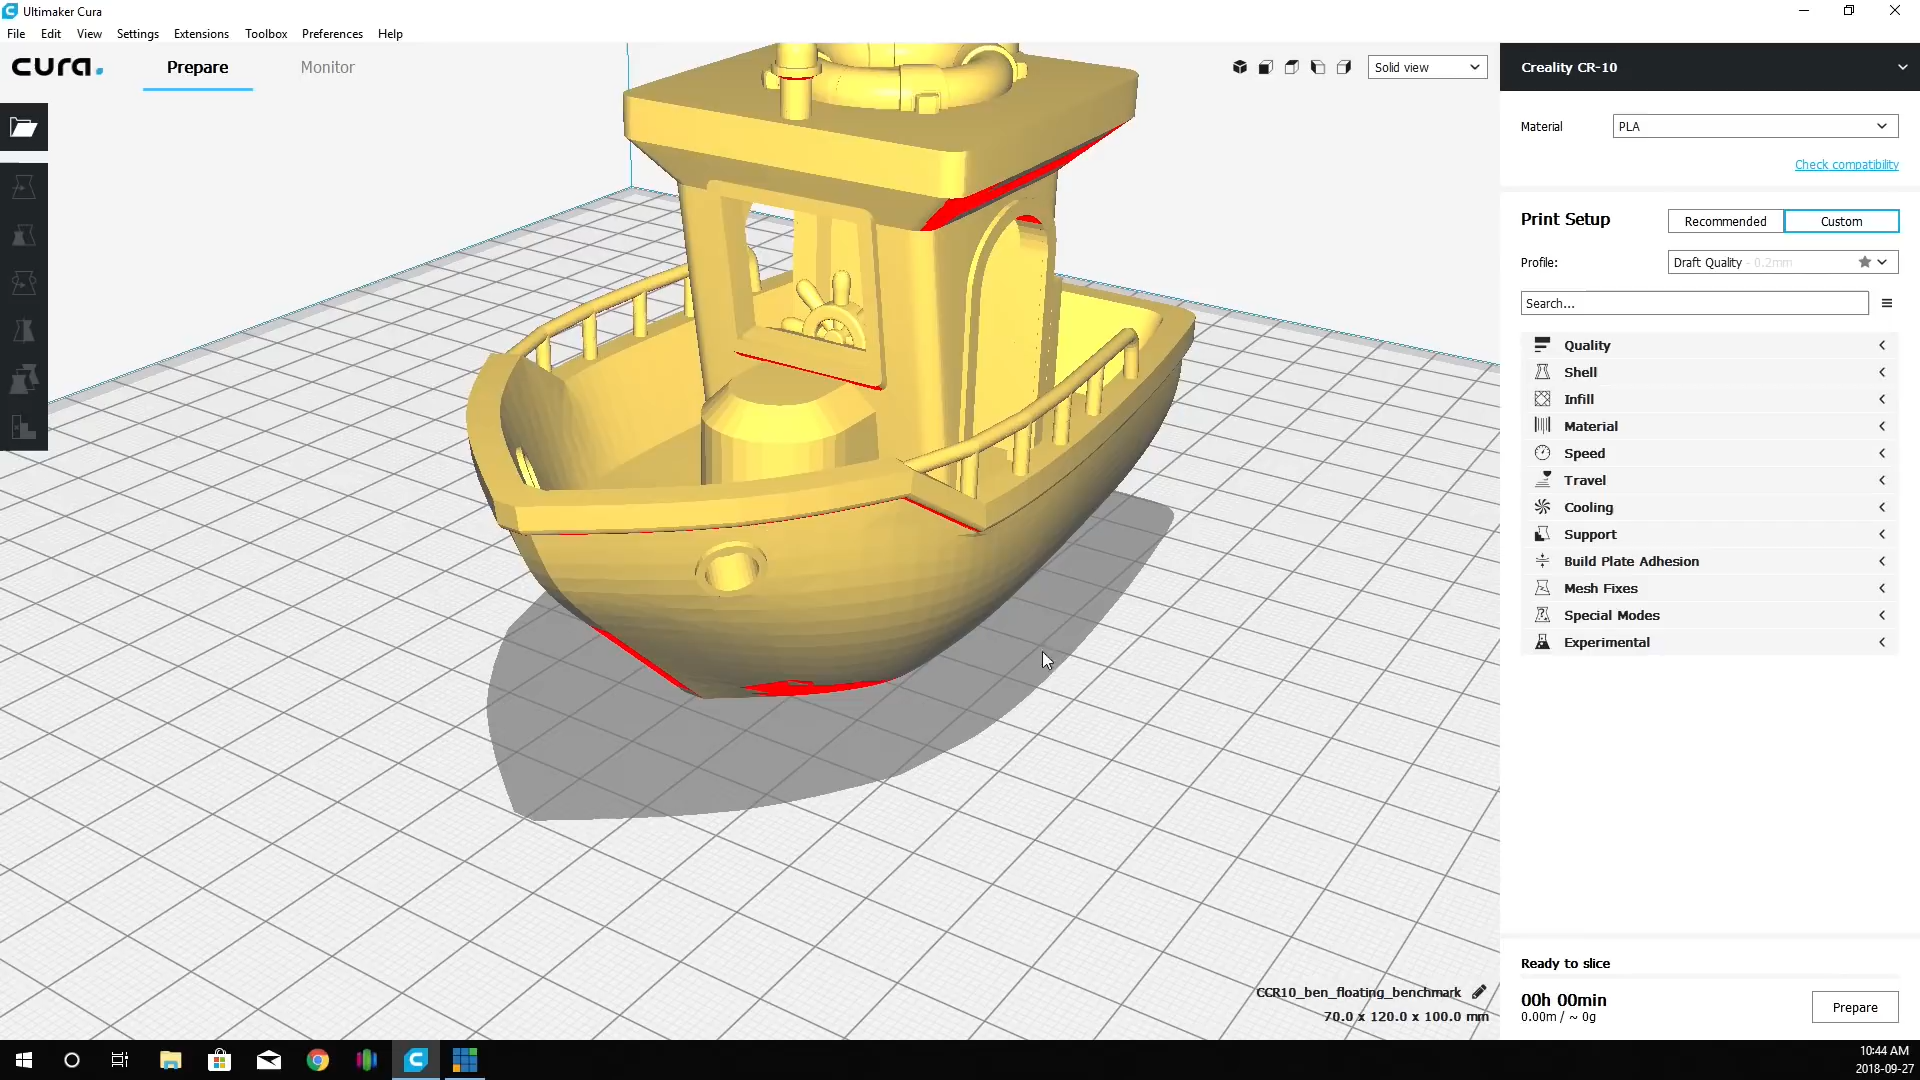 Ultimaker Cura
File Edit View Settings Extensions Toolbox Preferences Help
cura.
Prepare
Monitor
Solid view
Creality CR-10
Material
PLA
Check compatibility
Print Setup
Recommended
Custom
Profile:
Draft Quality - 0.2mm
Search...
Quality
Shell
Infill
Material
Speed
Travel
Cooling
Support
Build Plate Adhesion
Mesh Fixes
Special Modes
Experimental
Ready to slice
00h 00min
0.00m / ~ 0g
Prepare
CCR10_ben_floating_benchmark
70.0 x 120.0 x 100.0 mm
10:44 AM
2018-09-27